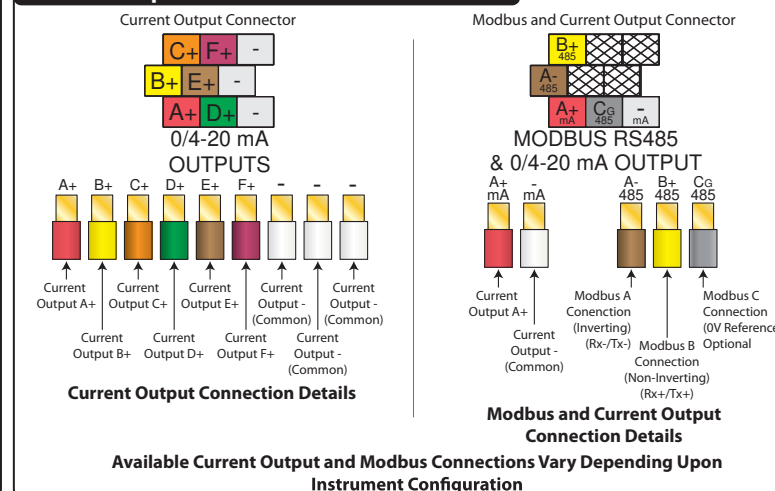 Current Output Connector
C+ F+ -
B+ E+ -
A+ D+ -
0/4-20 mA
OUTPUTS
A+ B+ C+ D+ E+ F+ - - -
Current Output A+
Current Output B+
Current Output C+
Current Output D+
Current Output E+
Current Output F+
Current Output - (Common)
Current Output - (Common)
Current Output - (Common)
Current Output Connection Details
Modbus and Current Output Connector
B+ 485
A- 485
A+ mA CG 485 - mA
MODBUS RS485
& 0/4-20 mA OUTPUT
A+ mA - mA A- 485 B+ 485 CG 485
Current Output A+
Current Output - (Common)
Modbus A Conenction (Inverting) (Rx-/Tx-)
Modbus B Connection (Non-Inverting) (Rx+/Tx+)
Modbus C Connection (0V Reference Optional
Modbus and Current Output
Connection Details
Available Current Output and Modbus Connections Vary Depending Upon
Instrument Configuration